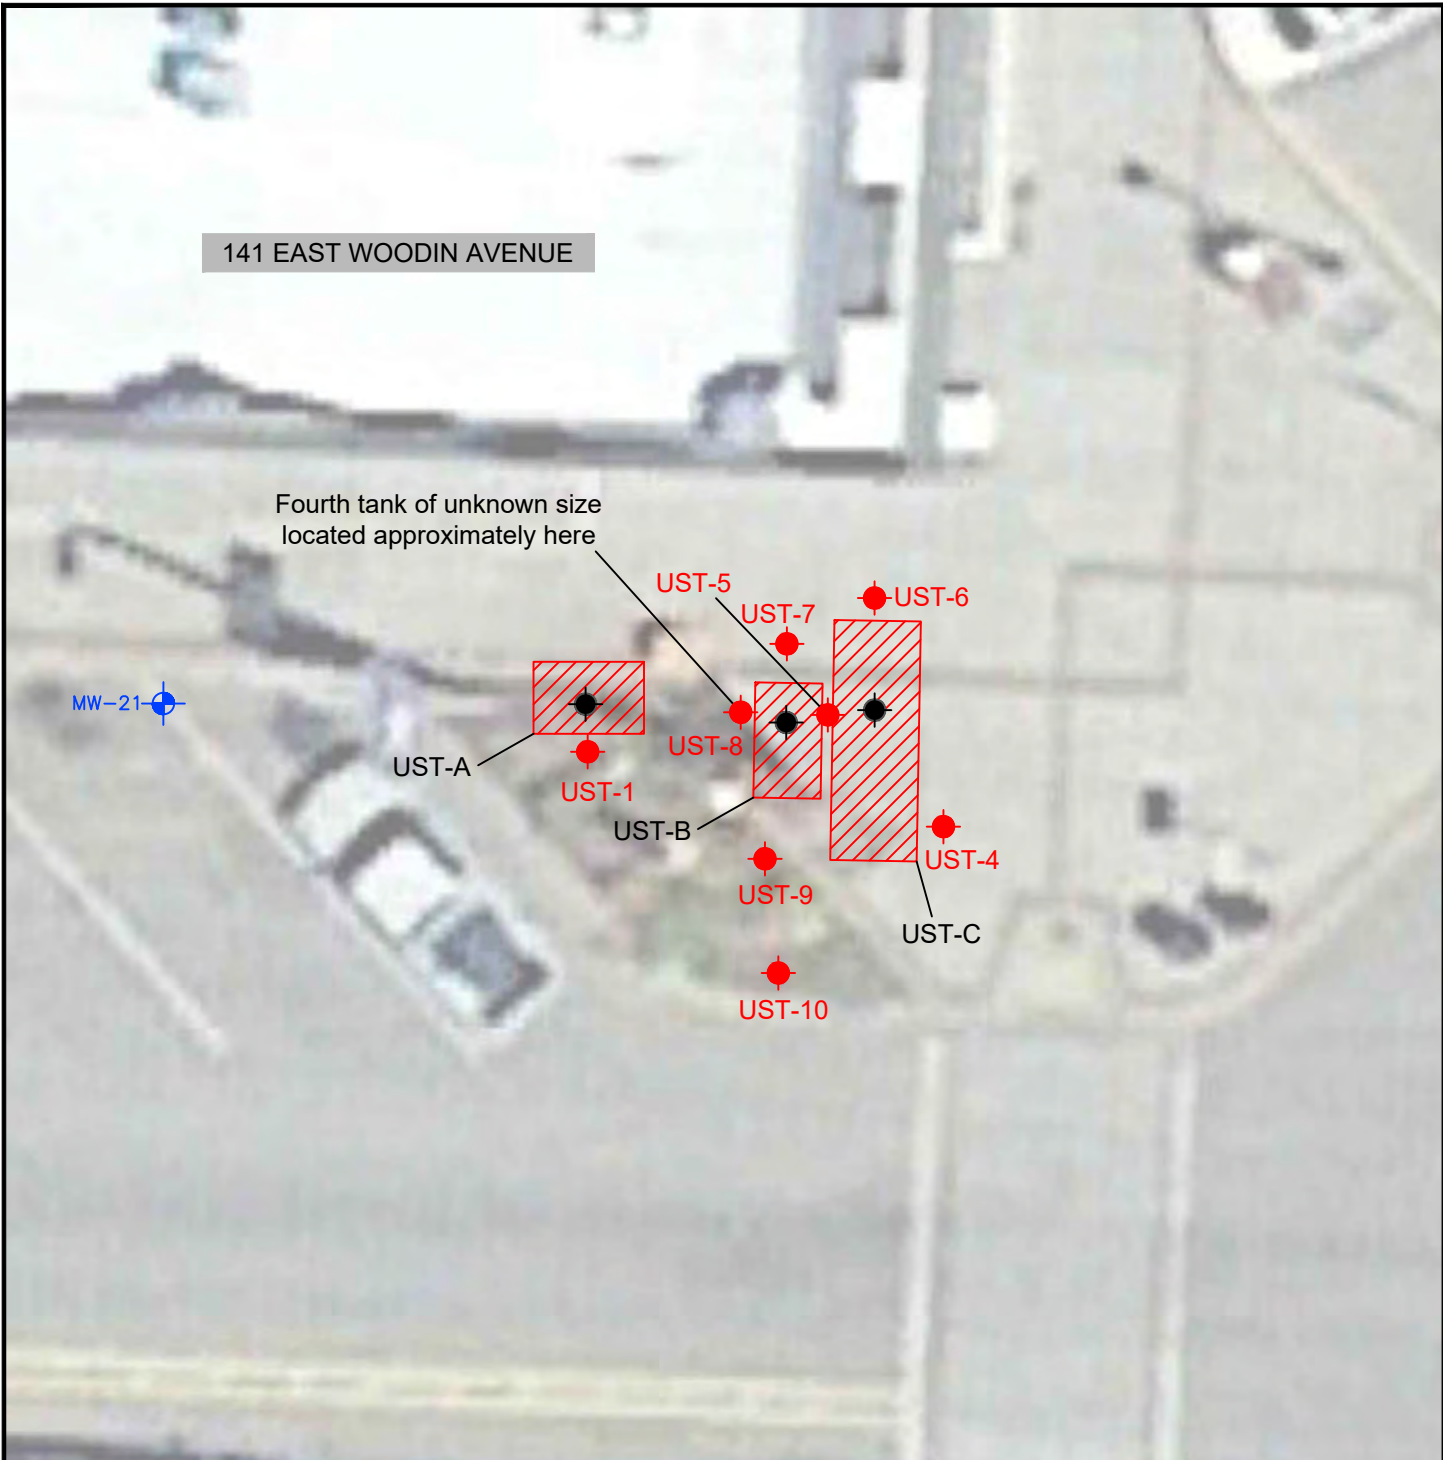 141 EAST WOODIN AVENUE
Fourth tank of unknown size
located approximately here
UST-5
UST-6
UST-7
MW-21
UST-8
UST-A
UST-1
UST-B
UST-4
UST-9
UST-C
UST-10